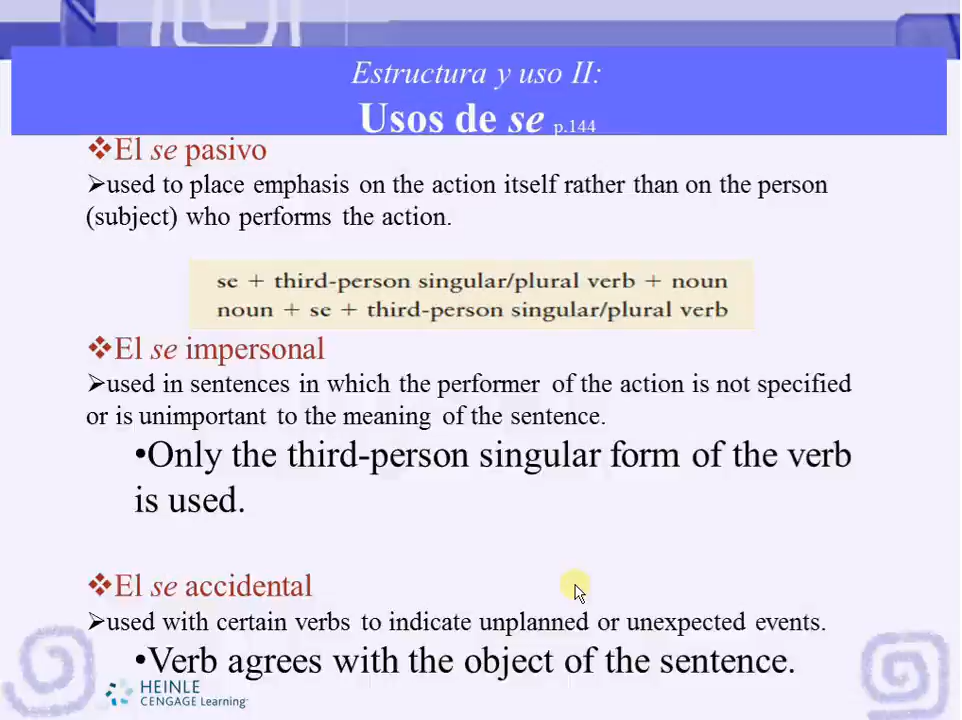 Estructura y uso II:
Usos de se p.144
❖El se pasivo
➢used to place emphasis on the action itself rather than on the person
(subject) who performs the action.
se + third-person singular/plural verb + noun
noun + se + third-person singular/plural verb
❖El se impersonal
➢used in sentences in which the performer of the action is not specified
or is unimportant to the meaning of the sentence.
•Only the third-person singular form of the verb
is used.
❖El se accidental
➢used with certain verbs to indicate unplanned or unexpected events.
•Verb agrees with the object of the sentence.
HEINLE
CENGAGE Learning™